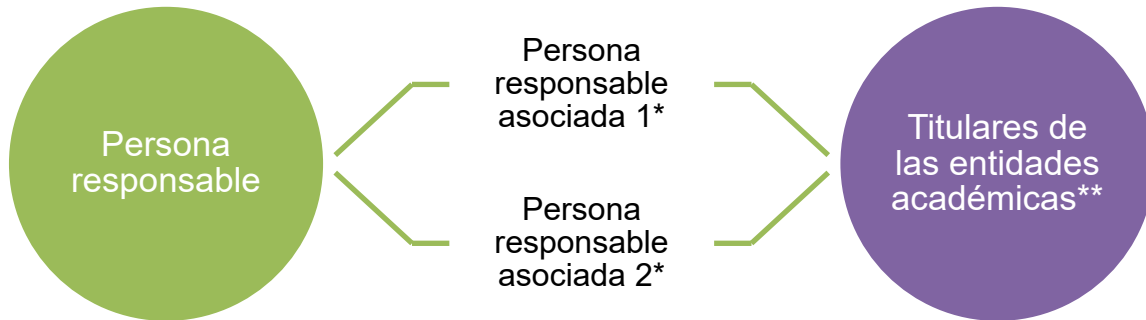 Persona
responsable
Persona
responsable
asociada 1*
Persona
responsable
asociada 2*
Titulares de
las entidades
académicas**